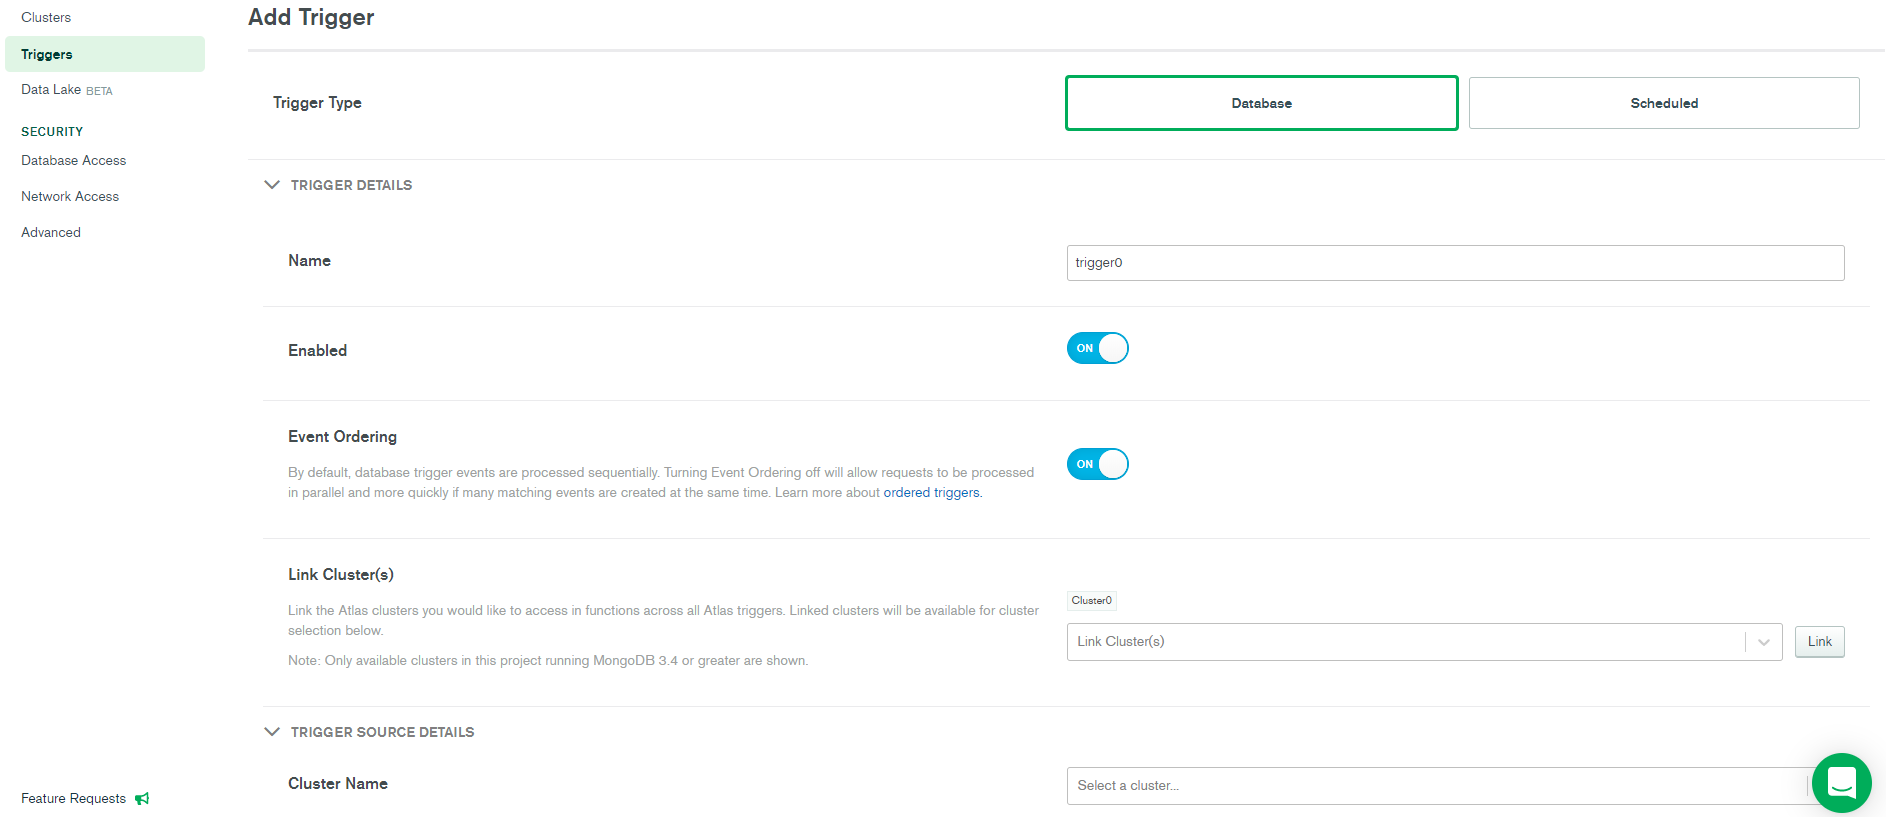 Clusters
Triggers
Data Lake BETA
SECURITY
Database Access
Network Access
Advanced
Feature Requests
Add Trigger
Trigger Type
Database
Scheduled
TRIGGER DETAILS
Name
trigger0
Enabled
ON
Event Ordering
By default, database trigger events are processed sequentially. Turning Event Ordering off will allow requests to be processed
in parallel and more quickly if many matching events are created at the same time. Learn more about ordered triggers.
ON
Link Cluster(s)
Link the Atlas clusters you would like to access in functions across all Atlas triggers. Linked clusters will be available for cluster
selection below.
Note: Only available clusters in this project running MongoDB 3.4 or greater are shown.
Cluster0
Link Cluster(s)
Link
TRIGGER SOURCE DETAILS
Cluster Name
Select a cluster...